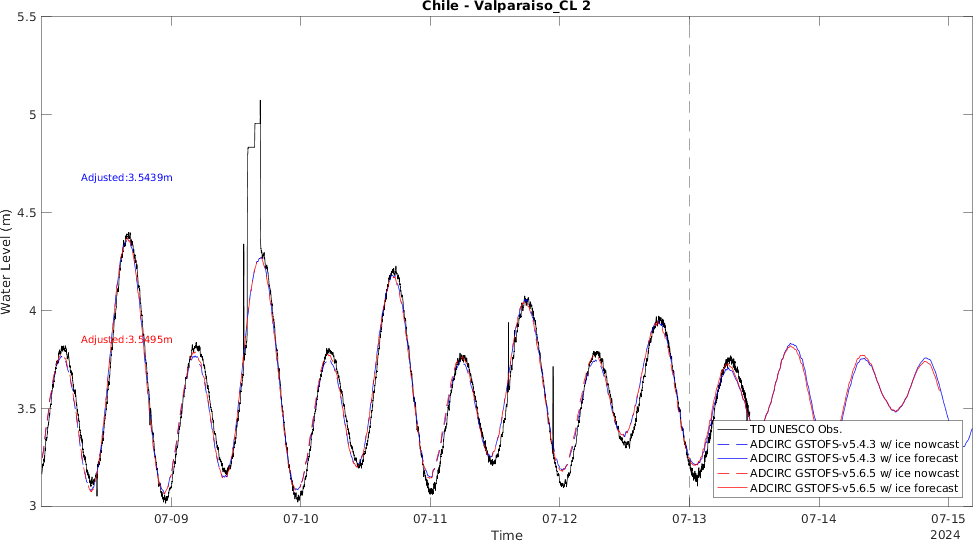 Chile - Valparaiso_CL 2
5.5
5
4.5
4
3.5
3
Water Level (m)
Adjusted:3.5439m
Adjusted:3.5495m
TD UNESCO Obs.
ADCIRC GSTOFS-v5.4.3 w/ ice nowcast
ADCIRC GSTOFS-v5.4.3 w/ ice forecast
ADCIRC GSTOFS-v5.6.5 w/ ice nowcast
ADCIRC GSTOFS-v5.6.5 w/ ice forecast
07-09 07-10 07-11 07-12 07-13 07-14 07-15
Time
2024